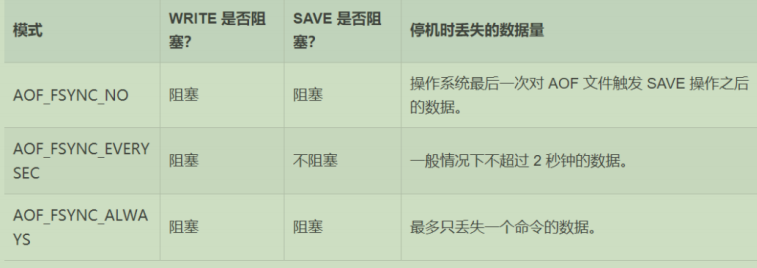 模式 WRITE 是否阻塞？ SAVE 是否阻塞？ 停机时丢失的数据量
AOF_FSYNC_NO 阻塞 阻塞 操作系统最后一次对 AOF 文件触发 SAVE 操作之后的数据。
AOF_FSYNC_EVERYSEC 阻塞 不阻塞 一般情况下不超过 2 秒钟的数据。
AOF_FSYNC_ALWAYS 阻塞 阻塞 最多只丢失一个命令的数据。